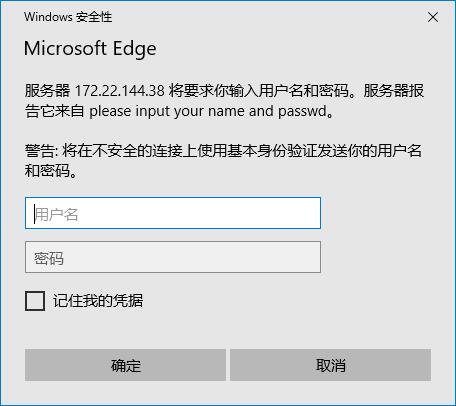 Windows 安全性
Microsoft Edge
服务器 172.22.144.38 将要求你输入用户名和密码。服务器报
告它来自 please input your name and passwd。
警告: 将在不安全的连接上使用基本身份验证发送你的用户名
和密码。
用户名
密码
记住我的凭据
确定
取消